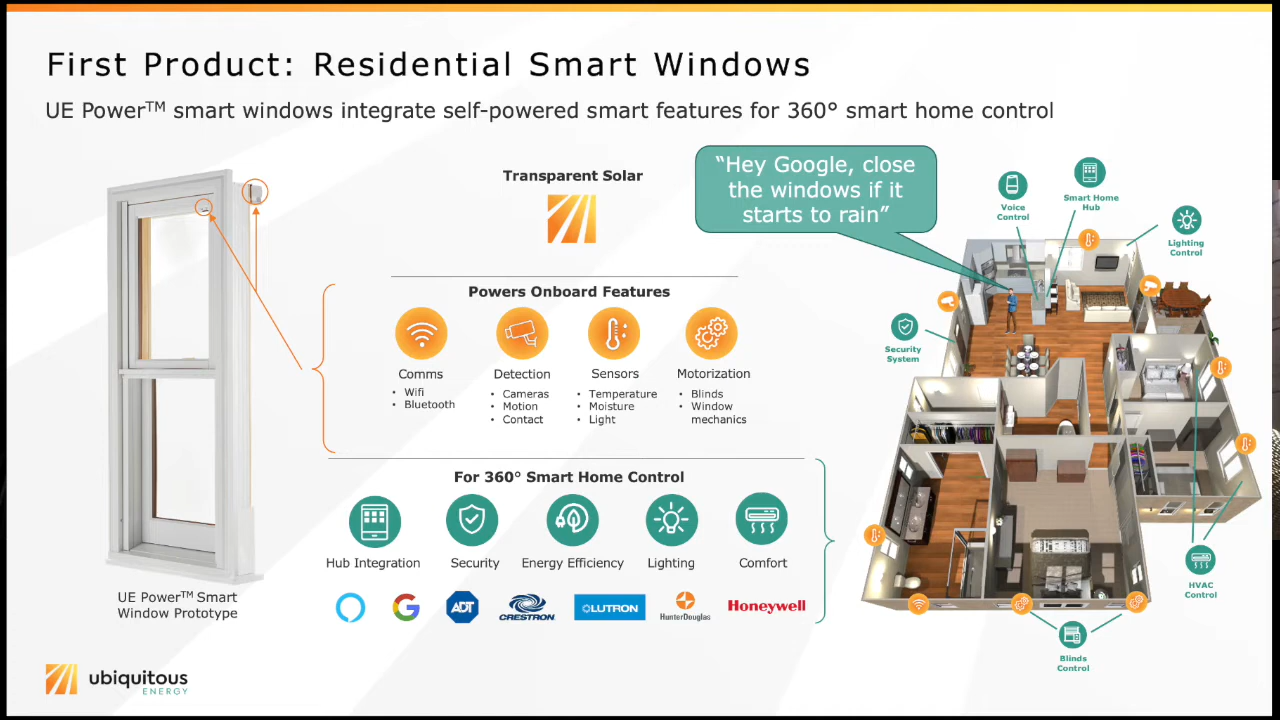 First Product: Residential Smart Windows
UE Power™ smart windows integrate self-powered smart features for 360° smart home control
Transparent Solar
"Hey Google, close
the windows if it
starts to rain"
Powers Onboard Features
Comms
• Wifi
• Bluetooth
Detection
• Cameras
• Motion
• Contact
Sensors
• Temperature
• Moisture
• Light
Motorization
• Blinds
• Window
mechanics
For 360° Smart Home Control
Hub Integration
Security
Energy Efficiency
Lighting
Comfort
G
ADT
CRESTRON
LUTRON
HunterDouglas
Honeywell
UE Power™ Smart
Window Prototype
Voice
Control
Smart Home
Hub
Lighting
Control
Security
System
HVAC
Control
Blinds
Control
ubiquitous
ENERGY